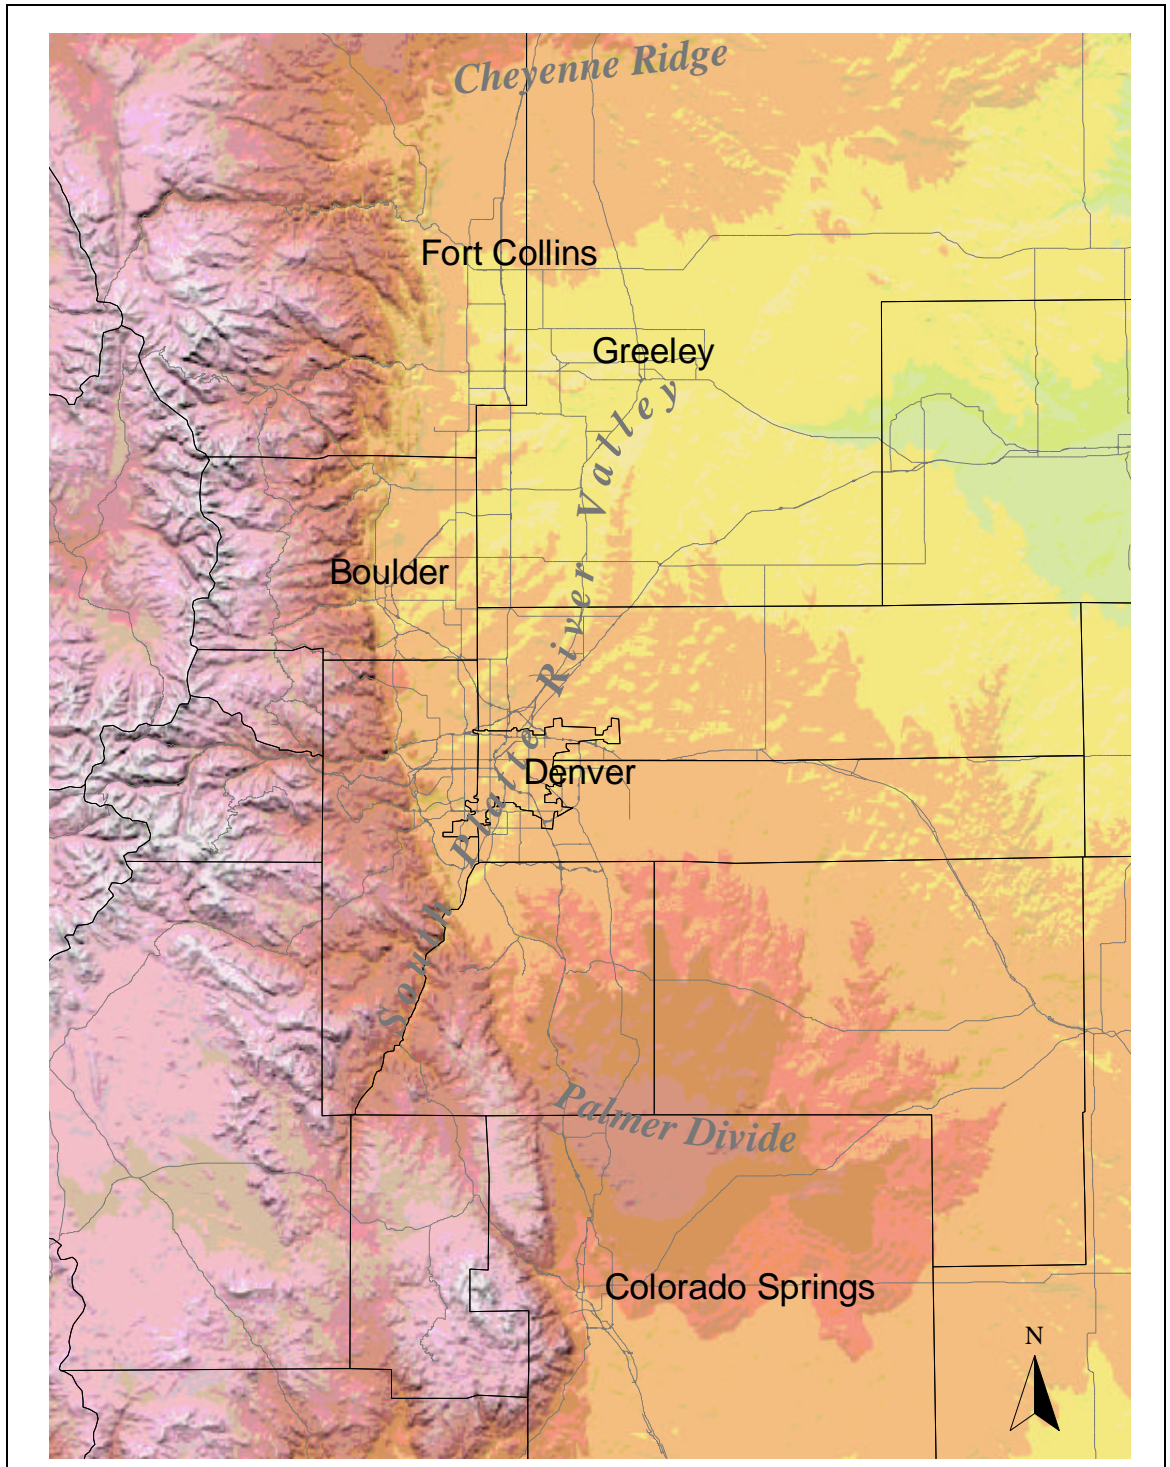 Cheyenne Ridge
Fort Collins
Greeley
Boulder
South Platte River Valley
Denver
Palmer Divide
Colorado Springs
N